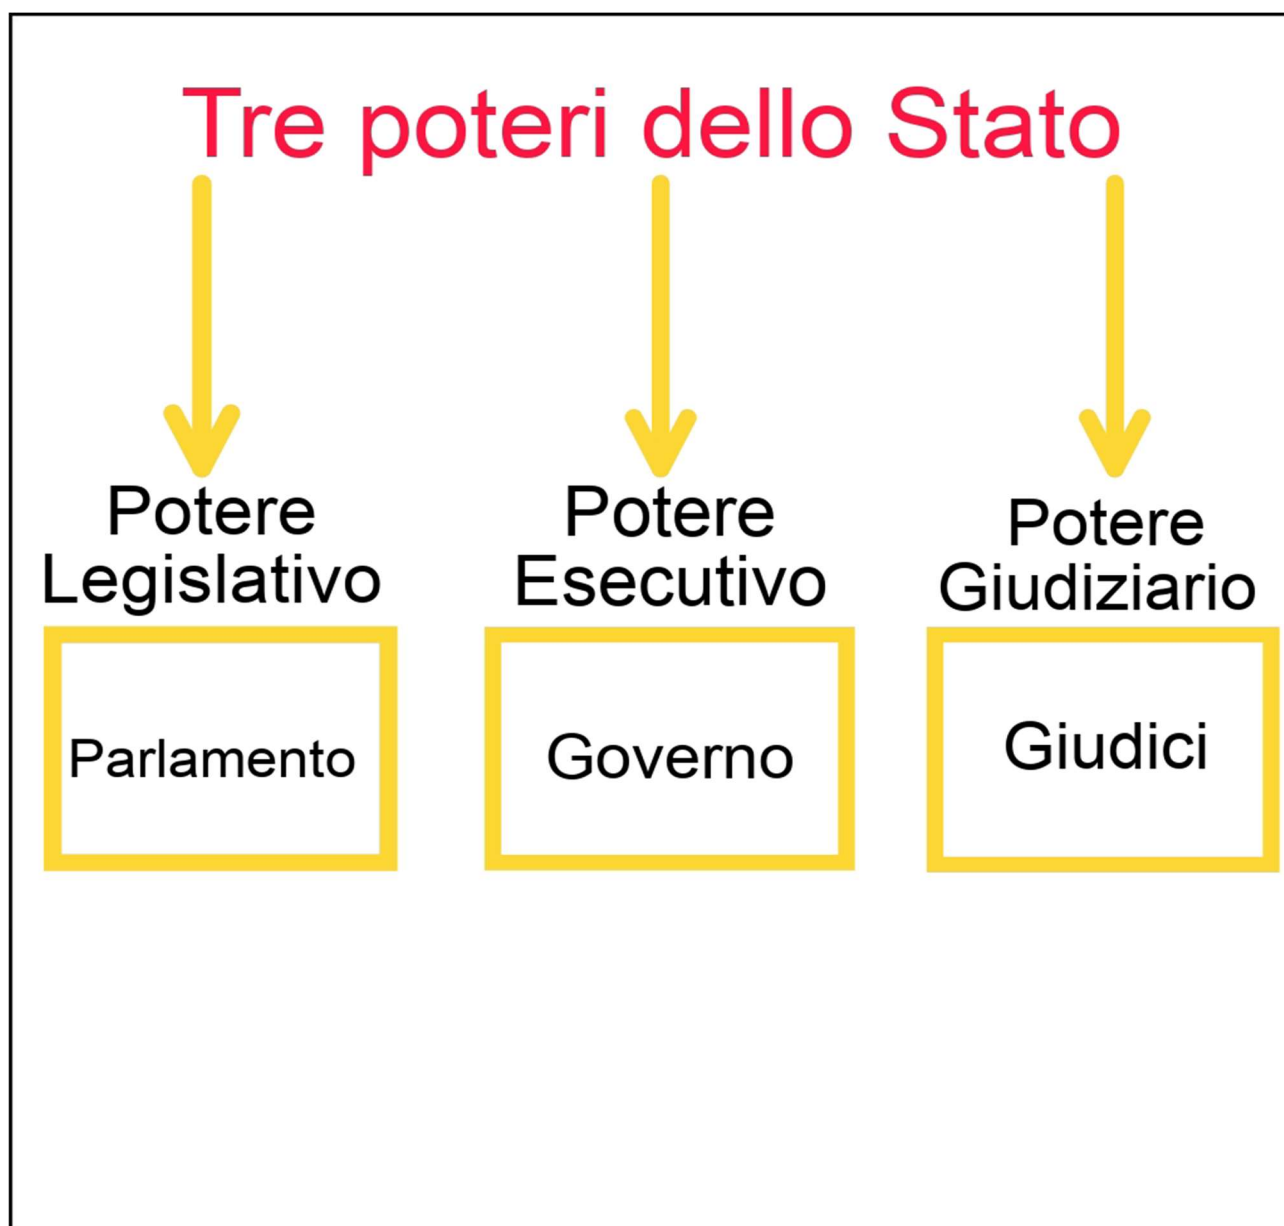 Tre poteri dello Stato
Potere
Legislativo
Parlamento
Potere
Esecutivo
Governo
Potere
Giudiziario
Giudici